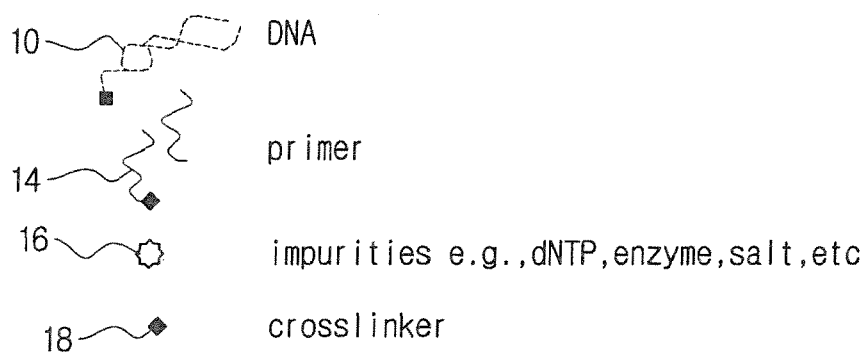 10 DNA
primer
14
16 impurities e.g.,dNTP,enzyme,salt,etc
18 crosslinker